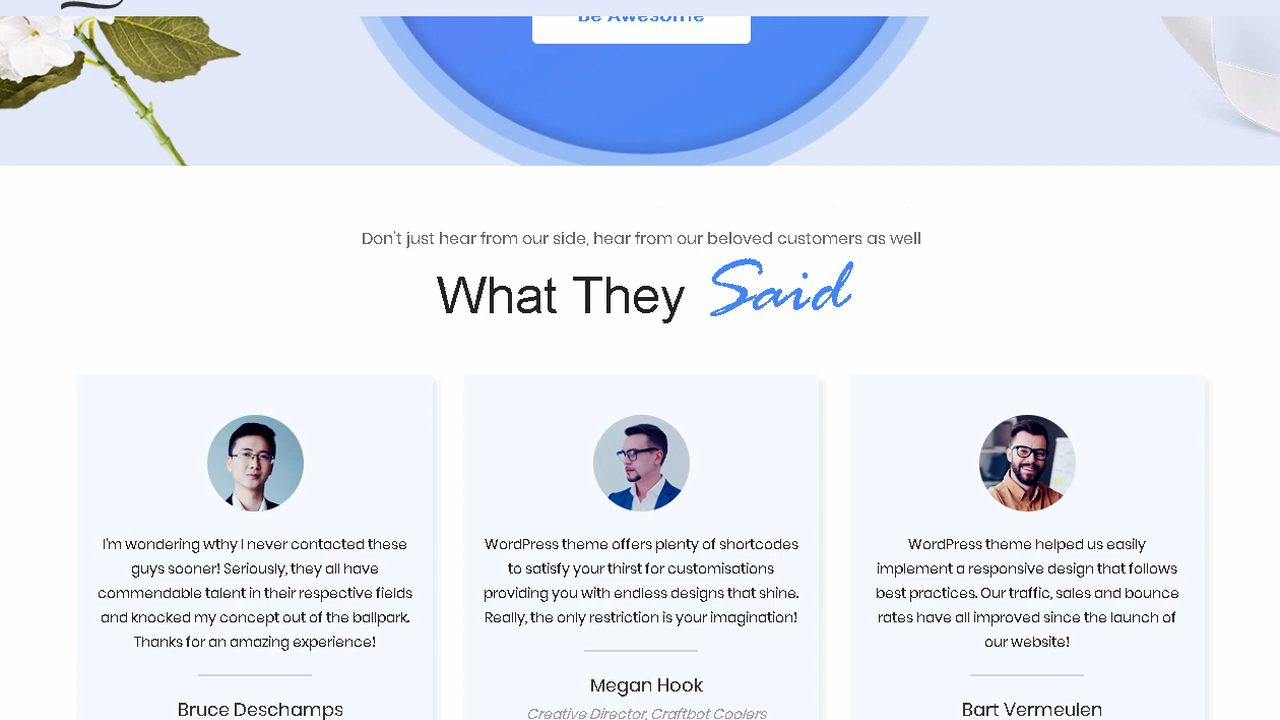 Be Awesome
Don't just hear from our side, hear from our beloved customers as well
What They Said
I'm wondering wthy I never contacted these
guys sooner! Seriously, they all have
commendable talent in their respective fields
and knocked my concept out of the ballpark.
Thanks for an amazing experience!
Bruce Deschamps
WordPress theme offers plenty of shortcodes
to satisfy your thirst for customisations
providing you with endless designs that shine.
Really, the only restriction is your imagination!
Megan Hook
Creative Director, Craftbot Coolers
WordPress theme helped us easily
implement a responsive design that follows
best practices. Our traffic, sales and bounce
rates have all improved since the launch of
our website!
Bart Vermeulen